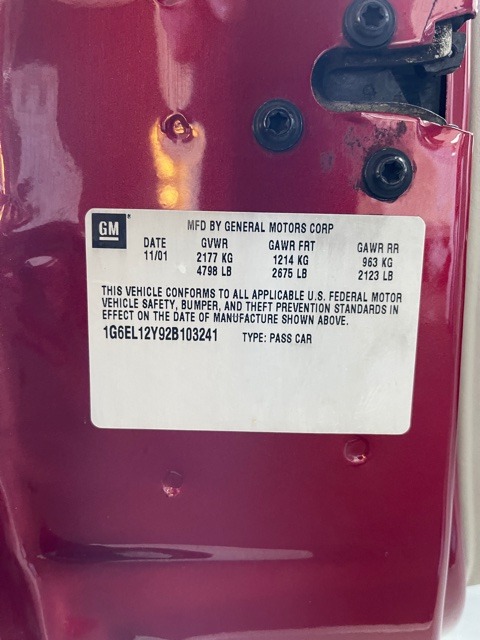 GM
MFD BY GENERAL MOTORS CORP
DATE GVWR GAWR FRT GAWR RR
11/01 2177 KG 1214 KG 963 KG
4798 LB 2675 LB 2123 LB
THIS VEHICLE CONFORMS TO ALL APPLICABLE U.S. FEDERAL MOTOR
VEHICLE SAFETY, BUMPER, AND THEFT PREVENTION STANDARDS IN
EFFECT ON THE DATE OF MANUFACTURE SHOWN ABOVE.
1G6EL12Y92B103241 TYPE: PASS CAR